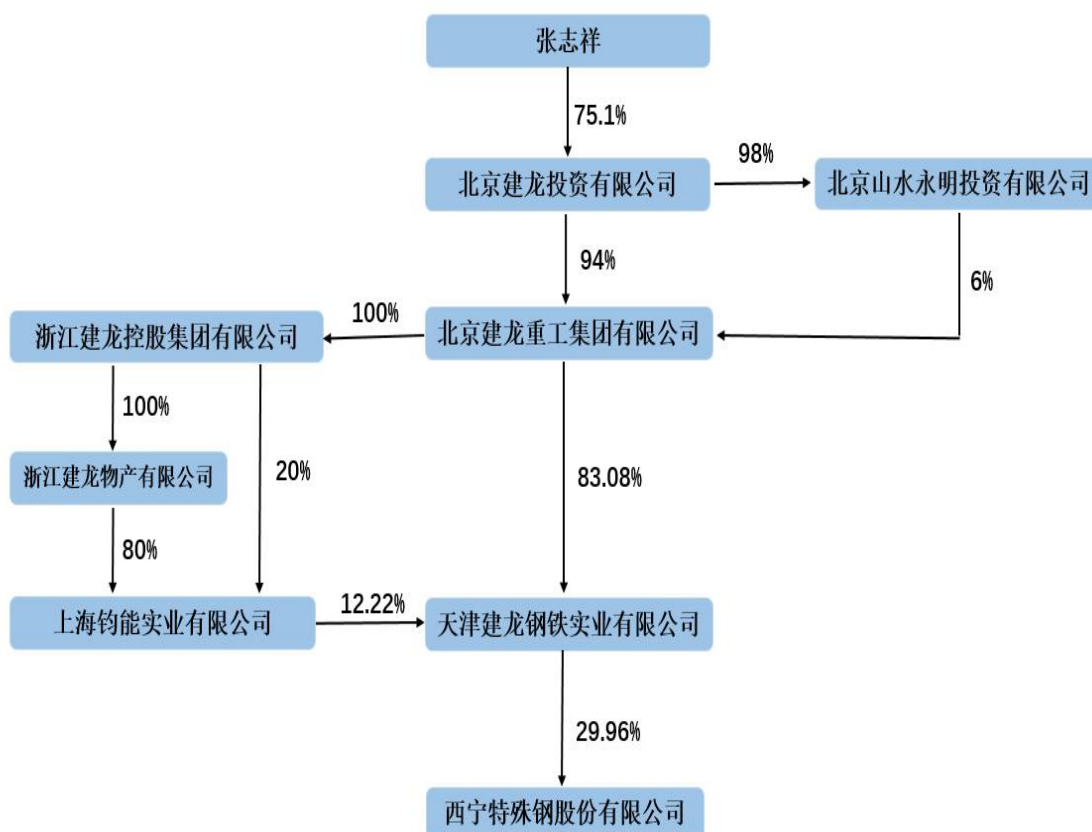 张志祥
75.1%
98%
北京建龙投资有限公司
北京山水永明投资有限公司
94%
6%
100%
浙江建龙控股集团有限公司
北京建龙重工集团有限公司
100%
浙江建龙物产有限公司
20%
83.08%
80%
12.22%
上海钧能实业有限公司
天津建龙钢铁实业有限公司
29.96%
西宁特殊钢股份有限公司